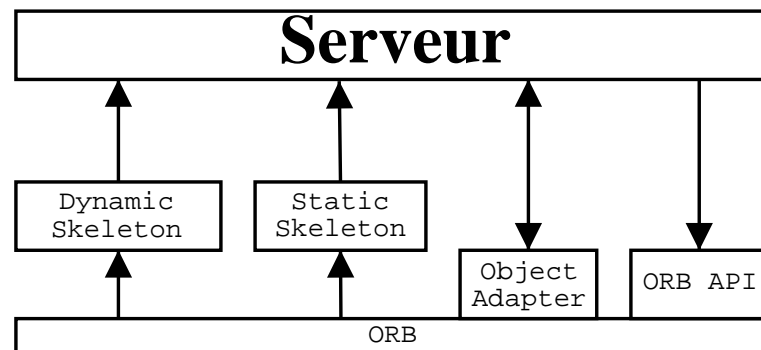 Serveur
Dynamic
Skeleton
Static
Skeleton
Object
Adapter
ORB API
ORB